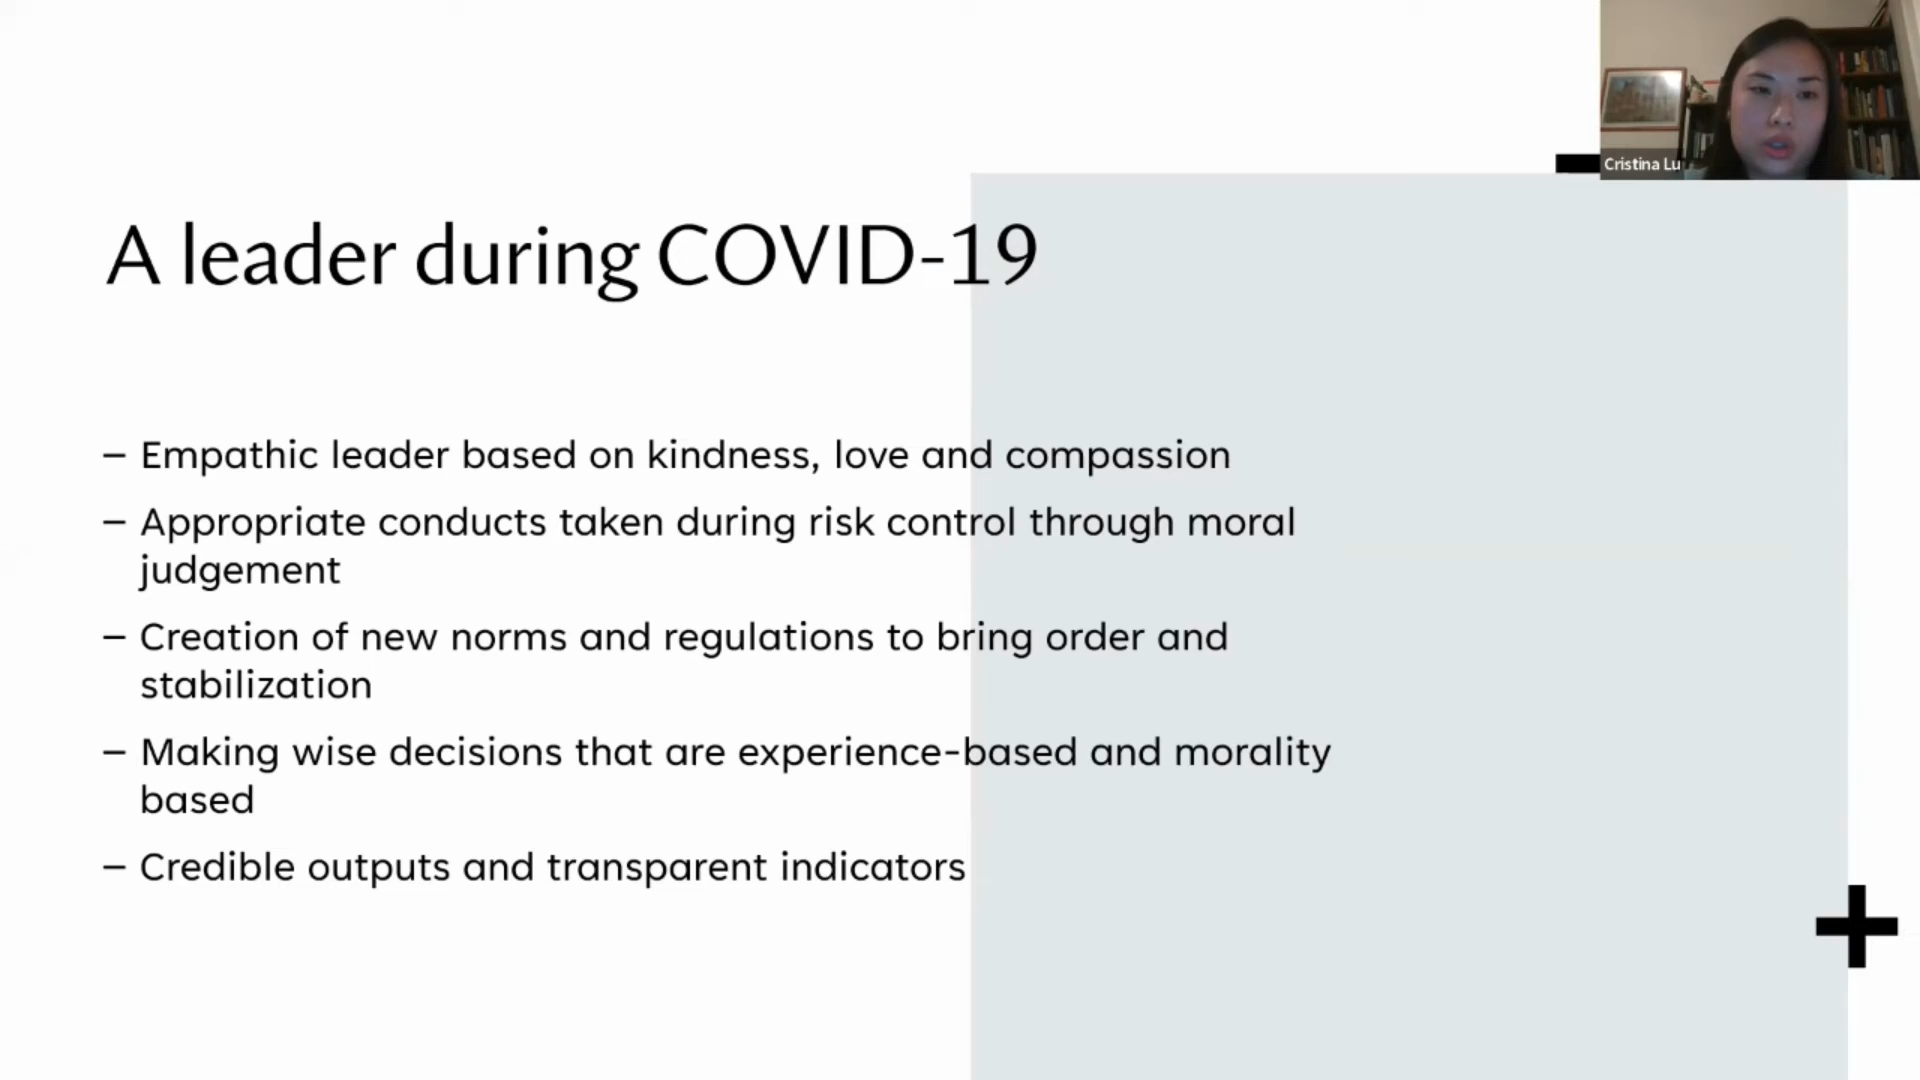 Cristina Lu
A leader during COVID-19
– Empathic leader based on kindness, love and compassion
– Appropriate conducts taken during risk control through moral
judgement
– Creation of new norms and regulations to bring order and
stabilization
– Making wise decisions that are experience-based and morality
based
– Credible outputs and transparent indicators